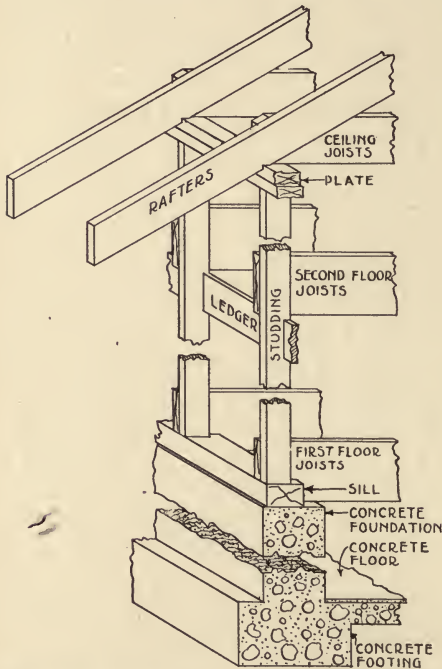 CEILING
JOISTS
PLATE
RAFTERS
SECOND FLOOR
JOISTS
LEDGER
STUDDING
FIRST FLOOR
JOISTS
SILL
CONCRETE
FOUNDATION
CONCRETE
FLOOR
CONCRETE
FOOTING